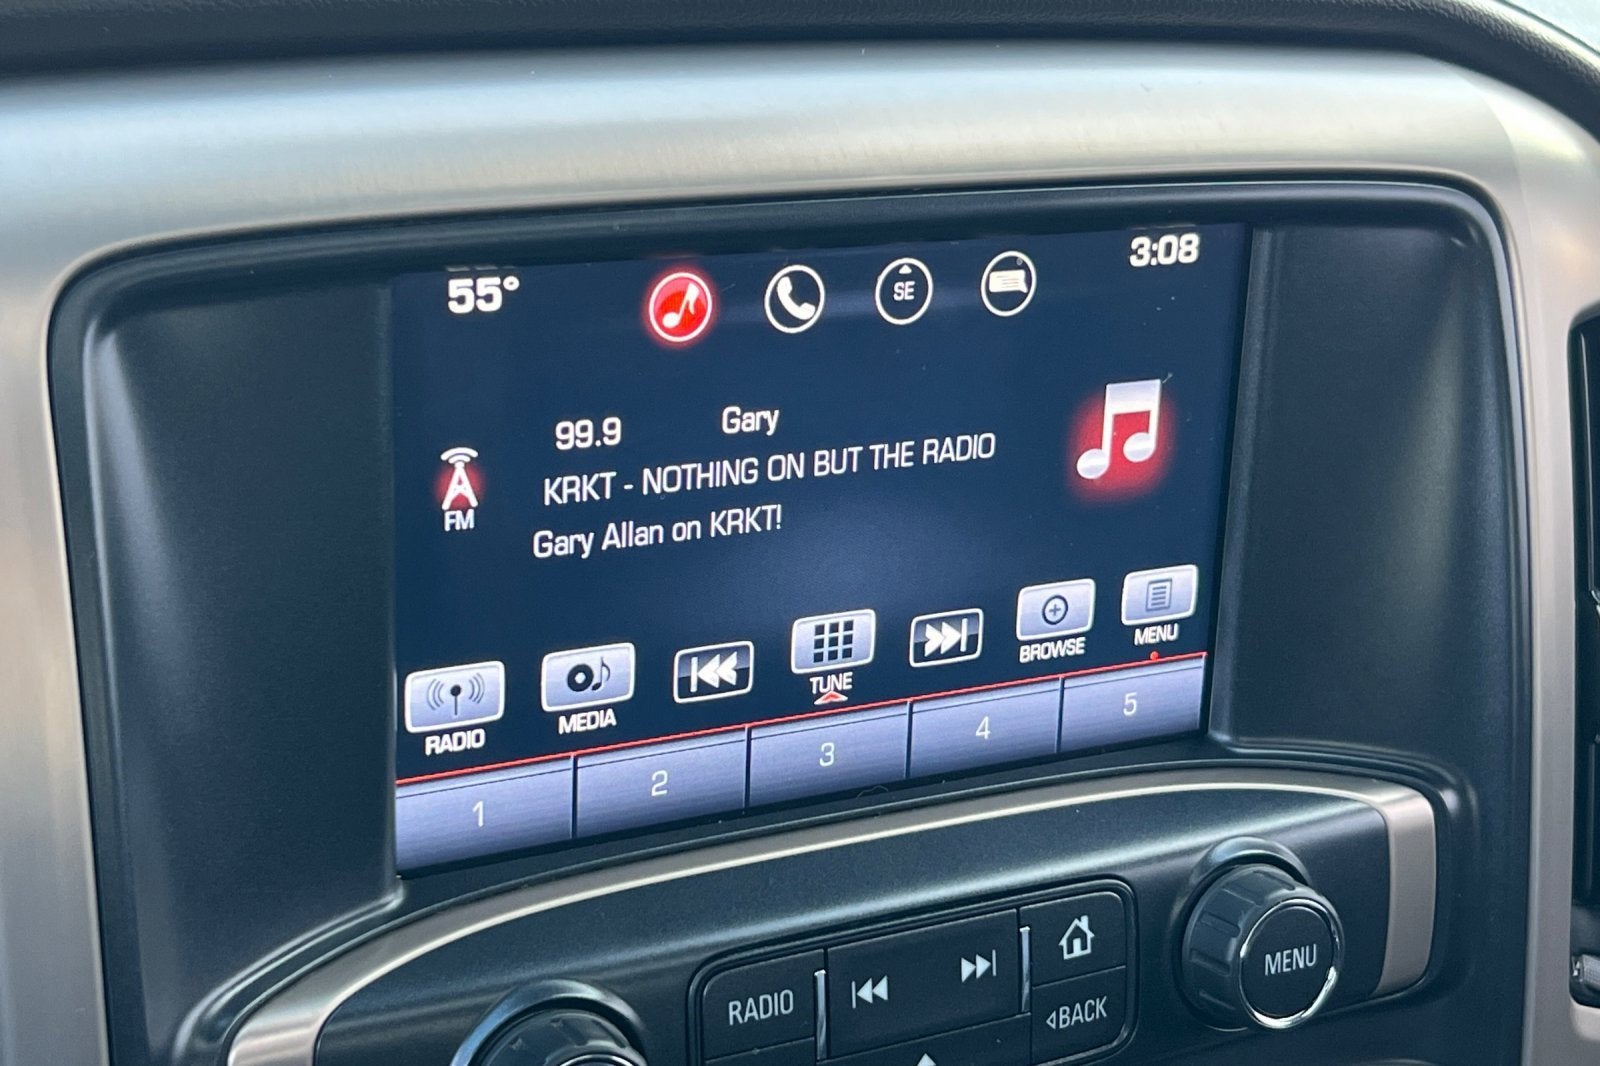 55°
SE
3:08
99.9 Gary
KRKT - NOTHING ON BUT THE RADIO
FM
Gary Allan on KRKT!
RADIO
MEDIA
TUNE
BROWSE
MENU
1
2
3
4
5
RADIO
BACK
MENU